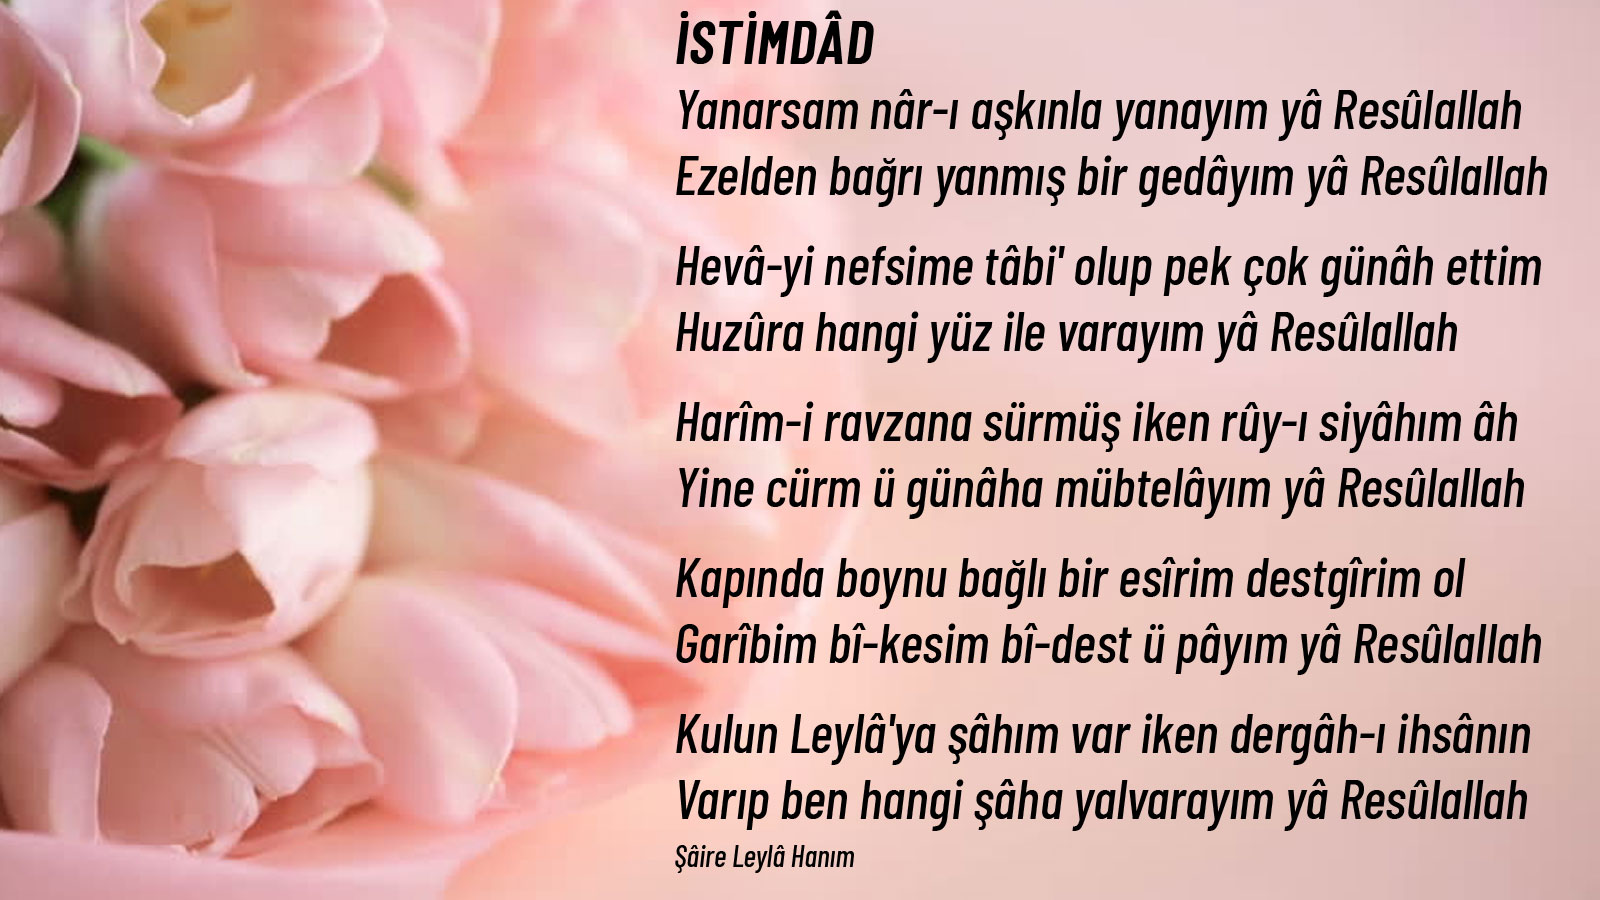 İSTİMDÂD
Yanarsam nâr-ı aşkınla yanayım yâ Resûlallah
Ezelden bağrı yanmış bir gedâyım yâ Resûlallah
Hevâ-yi nefsime tâbi' olup pek çok günâh ettim
Huzûra hangi yüz ile varayım yâ Resûlallah
Harîm-i ravzana sürmüş iken rûy-ı siyâhım âh
Yine cürm ü günâha mübtelâyım yâ Resûlallah
Kapında boynu bağlı bir esîrim destgîrim ol
Garîbim bî-kesim bî-dest ü pâyım yâ Resûlallah
Kulun Leylâ'ya şâhım var iken dergâh-ı ihsânın
Varıp ben hangi şâha yalvarayım yâ Resûlallah
Şâire Leylâ Hanım